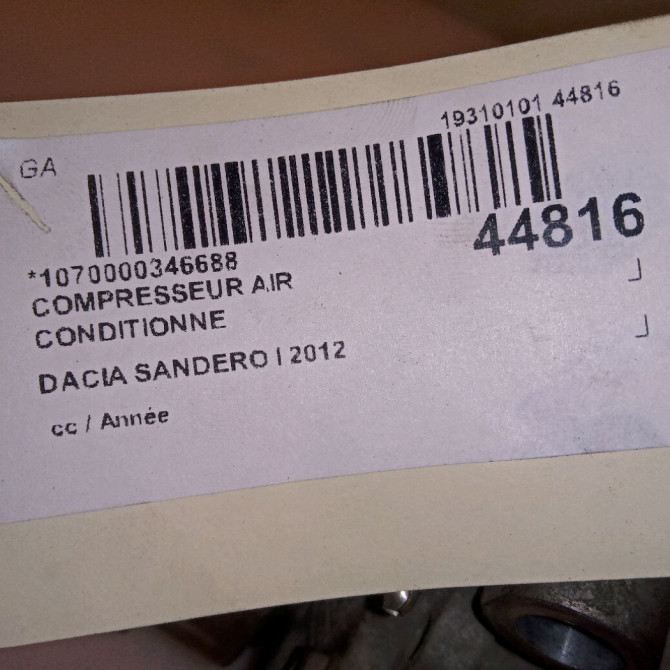 GA
19310101 44816
44816
*1070000346688
COMPRESSEUR AIR
CONDITIONNE
DACIA SANDERO I 2012
cc / Année